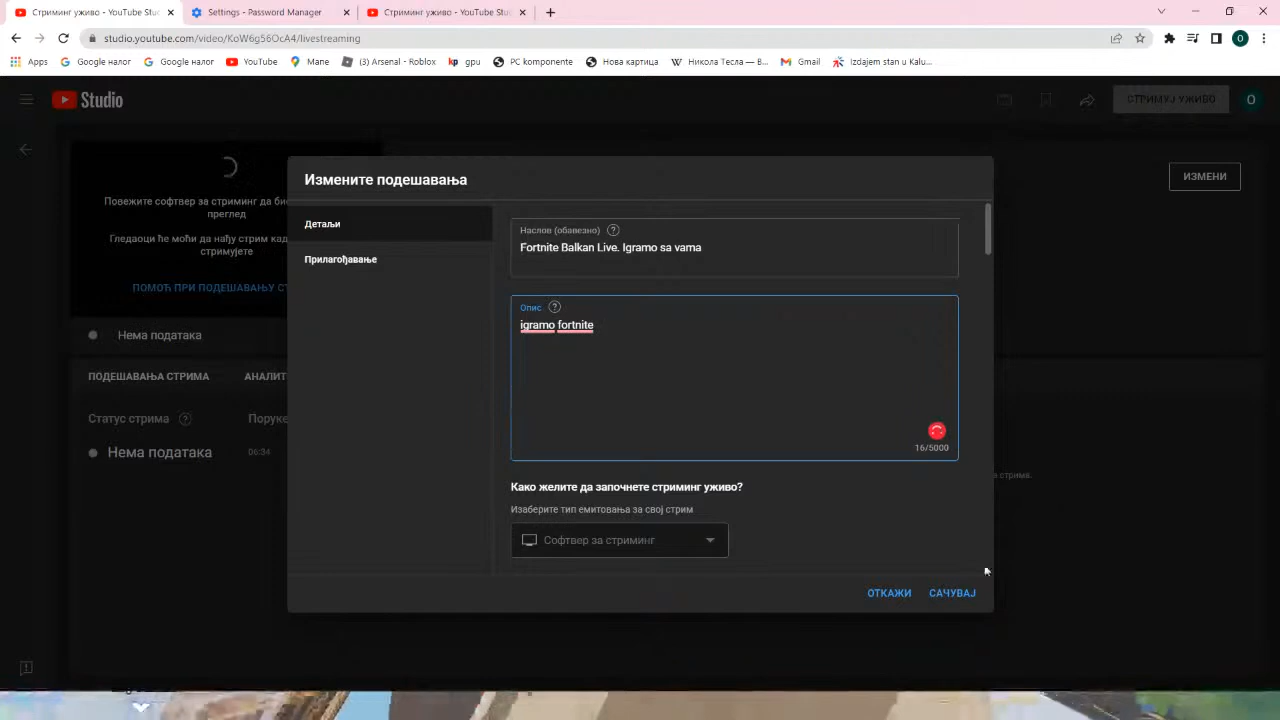 Стриминг уживо - YouTube Stu
Settings - Password Manager
Стриминг уживо - YouTube Stu
studio.youtube.com/video/KoW6g56OcA4/livestreaming
Apps
Google налог
Google налог
YouTube
Мапе
(3) Arsenal - Roblox
kp
gpu
PC komponente
Нова картица
Никола Тесла — В...
Gmail
Izdajem stan u Kalu...
O
Studio
СТРИМУЈ УЖИВО
O
Повежите софтвер за стриминг да би
преглед
Гледаоци ће моћи да нађу стрим кад
стримујете
ПОМОЋ ПРИ ПОДЕШАВАЊУ СТ
Нема података
ПОДЕШАВАЊА СТРИМА
АНАЛИТ
Статус стрима
Поруке
Нема података
06:34
ИЗМЕНИ
Измените подешавања
Детаљи
Прилагођавање
Наслов (обавезно)
Fortnite Balkan Live. Igramo sa vama
Опис
igramo fortnite
16/5000
Како желите да започнете стриминг уживо?
Изаберите тип емитовања за свој стрим
Софтвер за стриминг
ОТКАЖИ
САЧУВАЈ
стрима.